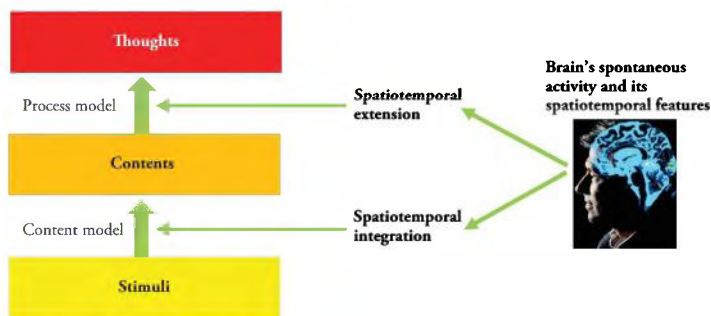 Thoughts
Process model
Contents
Content model
Stimuli
Spatiotemporal
extension
Spatiotemporal
integration
Brain's spontaneous
activity and its
spatiotemporal features